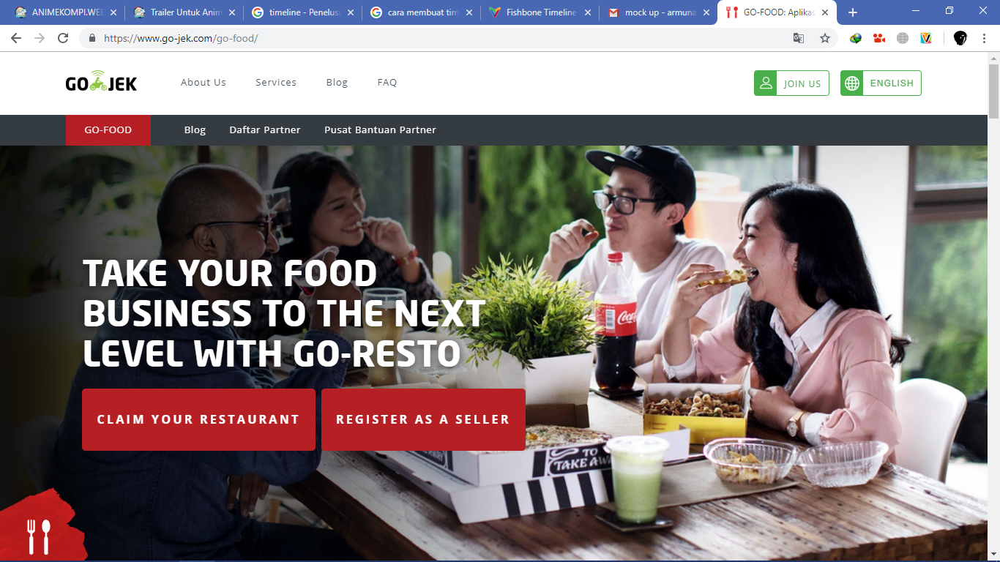 ANIMEKOMPI.WEB
Trailer Untuk Anim
timeline - Penelusu
cara membuat tim
Fishbone Timeline
mock up - armuna
GO-FOOD: Aplikas
https://www.go-jek.com/go-food/
GO JEK
About Us
Services
Blog
FAQ
JOIN US
ENGLISH
GO-FOOD
Blog
Daftar Partner
Pusat Bantuan Partner
TAKE YOUR FOOD
BUSINESS TO THE NEXT
LEVEL WITH GO-RESTO
CLAIM YOUR RESTAURANT
REGISTER AS A SELLER
TO
TAKE AWAY